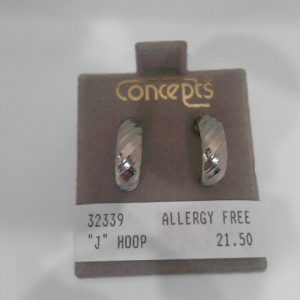 Concepts
32339 ALLERGY FREE
"J" HOOP 21.50